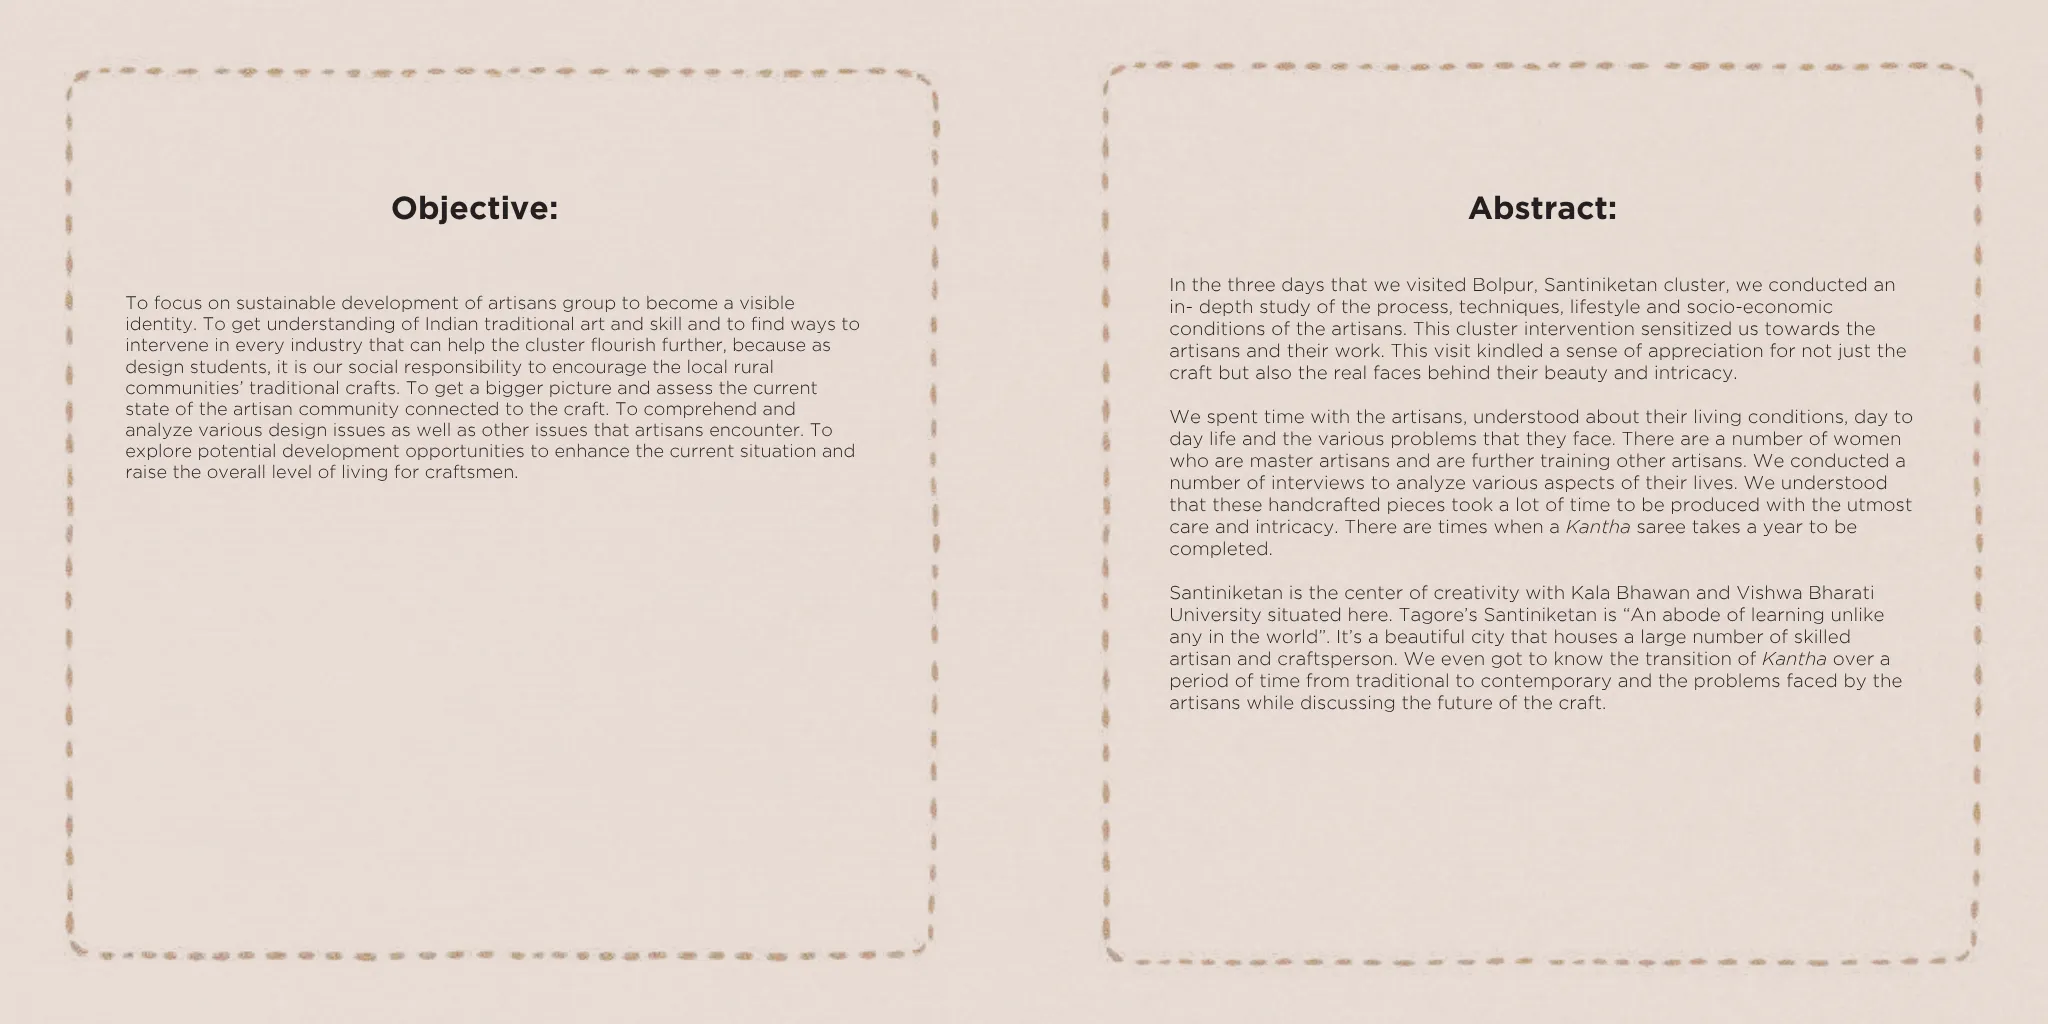 Objective:
To focus on sustainable development of artisans group to become a visible
identity. To get understanding of Indian traditional art and skill and to find ways to
intervene in every industry that can help the cluster flourish further, because as
design students, it is our social responsibility to encourage the local rural
communities’ traditional crafts. To get a bigger picture and assess the current
state of the artisan community connected to the craft. To comprehend and
analyze various design issues as well as other issues that artisans encounter. To
explore potential development opportunities to enhance the current situation and
raise the overall level of living for craftsmen.
Abstract:
In the three days that we visited Bolpur, Santiniketan cluster, we conducted an
in- depth study of the process, techniques, lifestyle and socio-economic
conditions of the artisans. This cluster intervention sensitized us towards the
artisans and their work. This visit kindled a sense of appreciation for not just the
craft but also the real faces behind their beauty and intricacy.
We spent time with the artisans, understood about their living conditions, day to
day life and the various problems that they face. There are a number of women
who are master artisans and are further training other artisans. We conducted a
number of interviews to analyze various aspects of their lives. We understood
that these handcrafted pieces took a lot of time to be produced with the utmost
care and intricacy. There are times when a Kantha saree takes a year to be
completed.
Santiniketan is the center of creativity with Kala Bhawan and Vishwa Bharati
University situated here. Tagore’s Santiniketan is “An abode of learning unlike
any in the world”. It’s a beautiful city that houses a large number of skilled
artisan and craftsperson. We even got to know the transition of Kantha over a
period of time from traditional to contemporary and the problems faced by the
artisans while discussing the future of the craft.